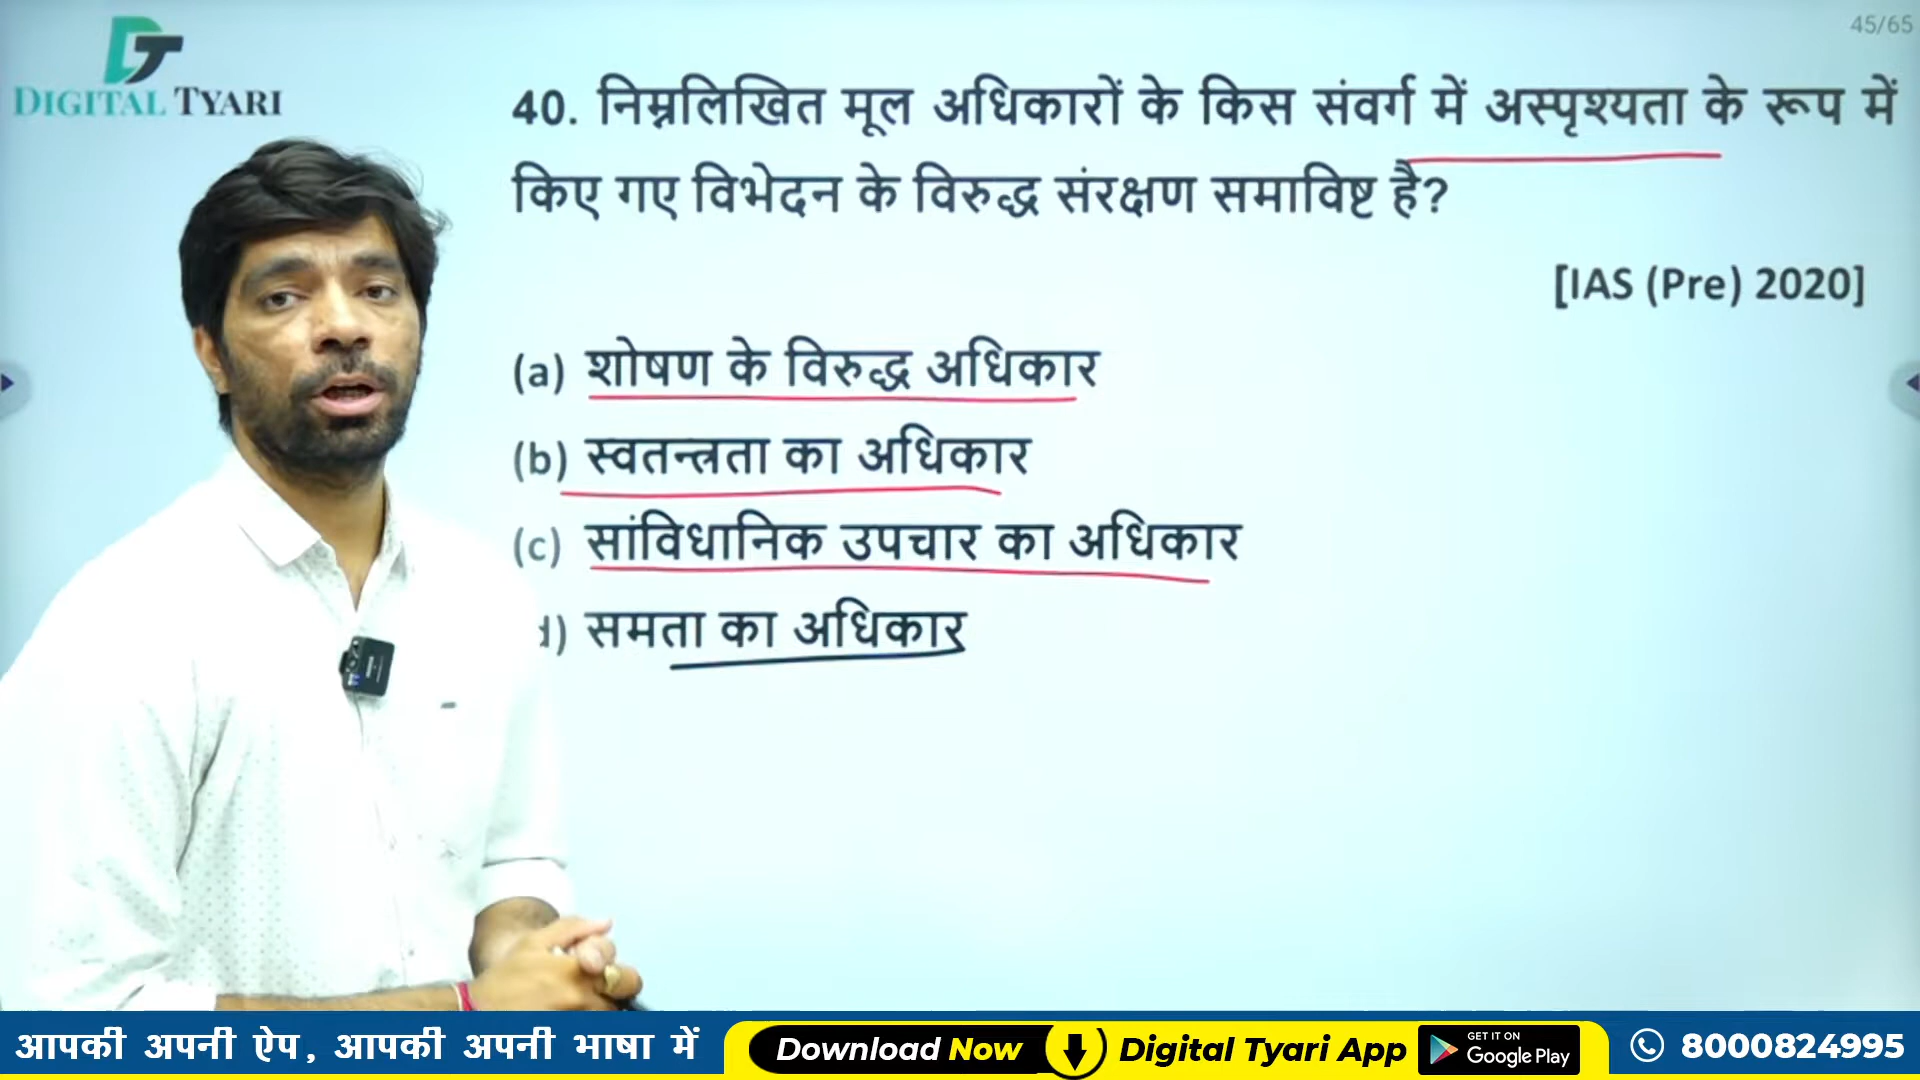 45/65
DIGITAL TYARI
40. निम्नलिखित मूल अधिकारों के किस संवर्ग में अस्पृश्यता के रूप में
किए गए विभेदन के विरुद्ध संरक्षण समाविष्ट है?
[IAS (Pre) 2020]
(a) शोषण के विरुद्ध अधिकार
(b) स्वतन्त्रता का अधिकार
(c) सांविधानिक उपचार का अधिकार
d) समता का अधिकार
आपकी अपनी ऐप, आपकी अपनी भाषा में
Download Now
Digital Tyari App
GET IT ON
Google Play
8000824995